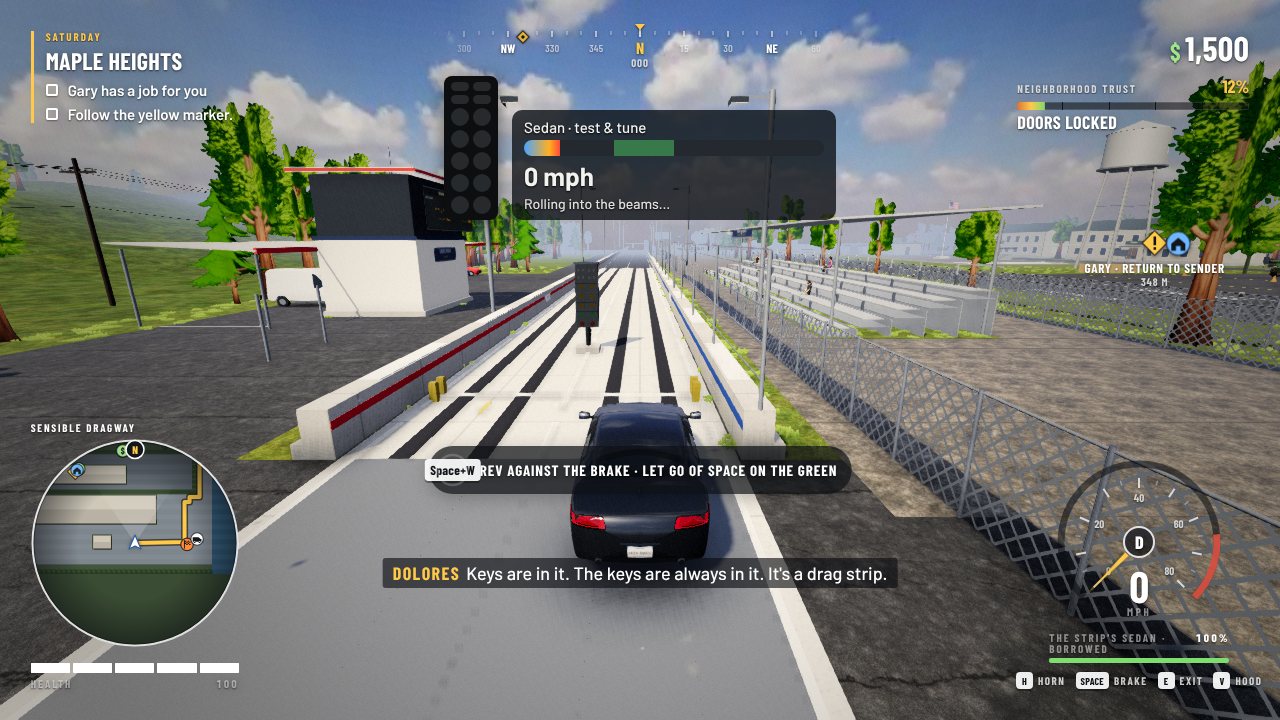 SATURDAY
MAPLE HEIGHTS
Gary has a job for you
Follow the yellow marker.
300 NW 330 345 N 15 30 NE 60
000
$1,500
NEIGHBORHOOD TRUST 12%
DOORS LOCKED
Sedan · test & tune
0 mph
Rolling into the beams...
GARY · RETURN TO SENDER
348 M
Space+W REV AGAINST THE BRAKE · LET GO OF SPACE ON THE GREEN
DOLORES Keys are in it. The keys are always in it. It's a drag strip.
SENSIBLE DRAGWAY
$ N
HEALTH 100
0 20 40 60 80
D
0
MPH
THE STRIP'S SEDAN · BORROWED 100%
H HORN SPACE BRAKE E EXIT V HOOD